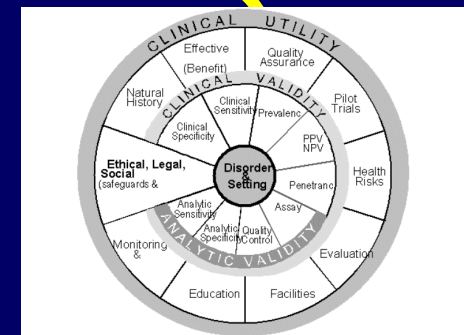 CLINICAL UTILITY
Effective
(Benefit)
Quality
Assurance
Natural
History
Pilot
Trials
CLINICAL VALIDITY
Clinical
Sensitivity
Prevalenc
Clinical
Specificity
PPV
NPV
Ethical, Legal,
Social
(safeguards &
Disorder
&
Setting
Penetranc
Health
Risks
Analytic
Sensitivity
Assay
Analytic
Specificity
Quality
Control
ANALYTIC VALIDITY
Monitoring
&
Evaluation
Education
Facilities